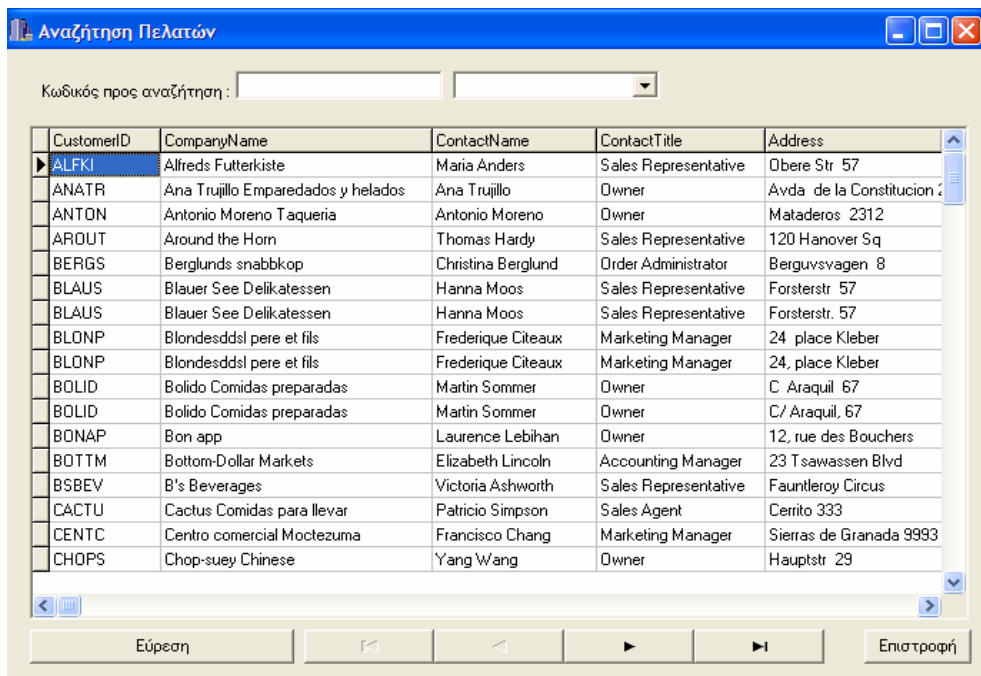 Αναζήτηση Πελατών
Κωδικός προς αναζήτηση :
CustomerID CompanyName ContactName ContactTitle Address
ALFKI Alfreds Futterkiste Maria Anders Sales Representative Obere Str 57
ANATR Ana Trujillo Emparedados y helados Ana Trujillo Owner Avda de la Constitucion 2
ANTON Antonio Moreno Taqueria Antonio Moreno Owner Mataderos 2312
AROUT Around the Horn Thomas Hardy Sales Representative 120 Hanover Sq
BERGS Berglunds snabbkop Christina Berglund Order Administrator Berguvsvagen 8
BLAUS Blauer See Delikatessen Hanna Moos Sales Representative Forsterstr 57
BLAUS Blauer See Delikatessen Hanna Moos Sales Representative Forsterstr. 57
BLONP Blondesddsl pere et fils Frederique Citeaux Marketing Manager 24 place Kleber
BLONP Blondesddsl pere et fils Frederique Citeaux Marketing Manager 24, place Kleber
BOLID Bolido Comidas preparadas Martin Sommer Owner C Araquil 67
BOLID Bolido Comidas preparadas Martin Sommer Owner C/ Araquil, 67
BONAP Bon app Laurence Lebihan Owner 12, rue des Bouchers
BOTTM Bottom-Dollar Markets Elizabeth Lincoln Accounting Manager 23 Tsawassen Blvd
BSBEV B's Beverages Victoria Ashworth Sales Representative Fauntleroy Circus
CACTU Cactus Comidas para llevar Patricio Simpson Sales Agent Cerrito 333
CENTC Centro comercial Moctezuma Francisco Chang Marketing Manager Sierras de Granada 9993
CHOPS Chop-suey Chinese Yang Wang Owner Hauptstr 29
Εύρεση Επιστροφή